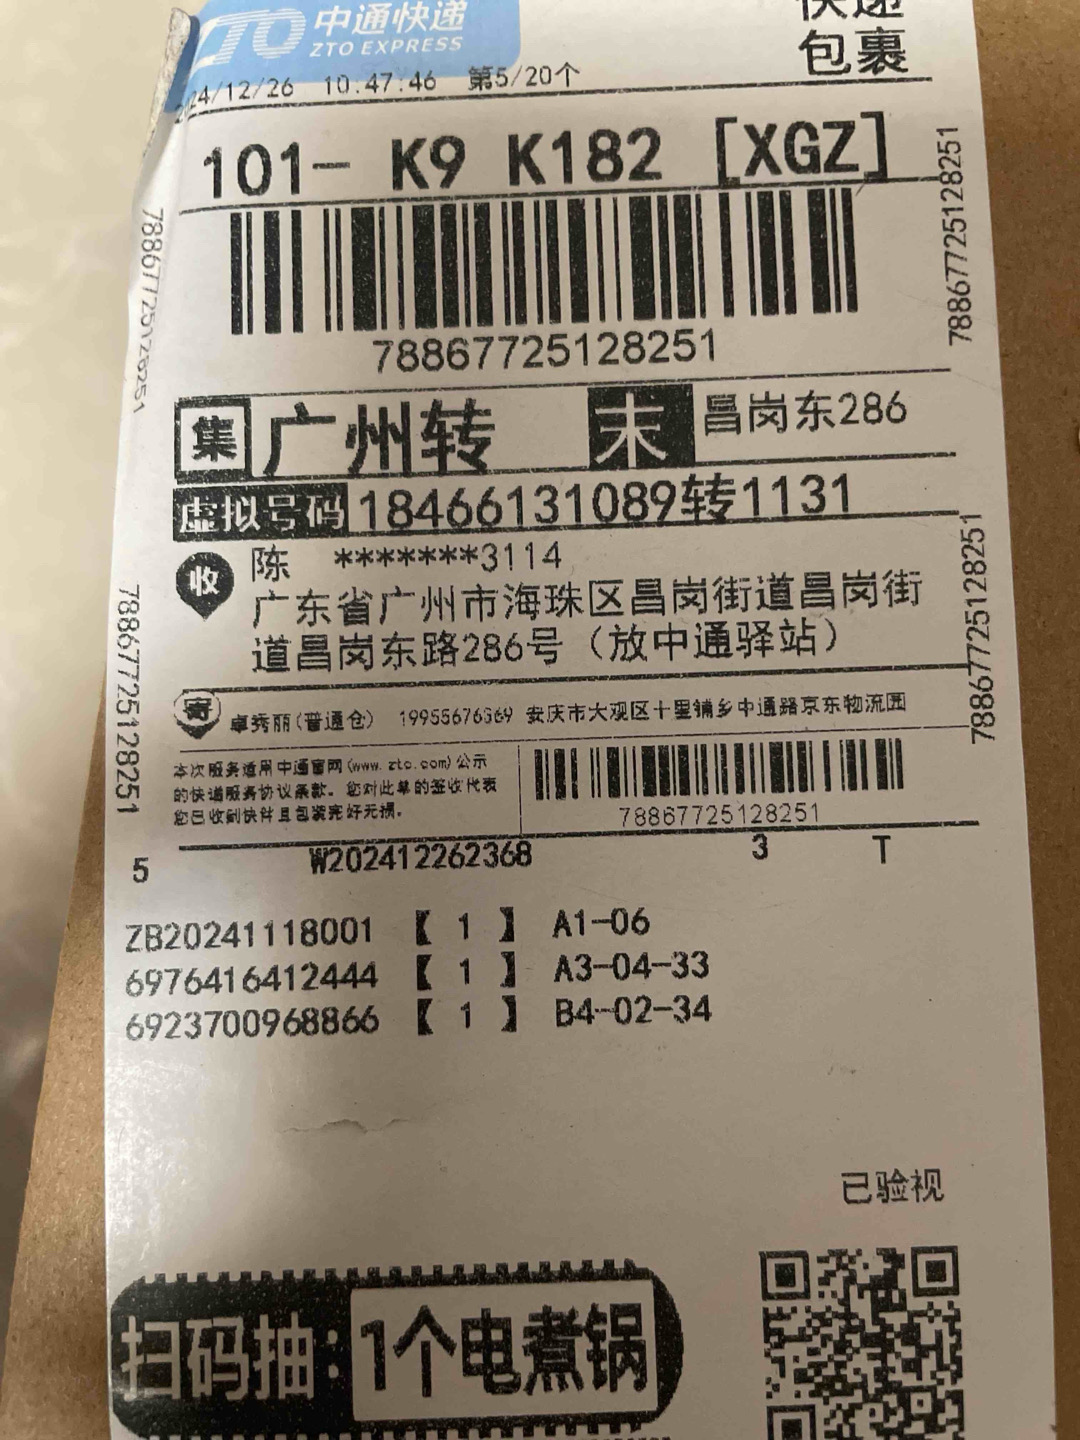 中通快递
ZTO EXPRESS
快递
包裹
24/12/26 10:47:46 第5/20个
101- K9 K182 [XGZ]
78867725128251
78867725128251
78867725128251
集 广州转 末 昌岗东286
虚拟号码 18466131089转1131
收 陈 *******3114
广东省广州市海珠区昌岗街道昌岗街
道昌岗东路286号（放中通驿站）
78867725128251
78867725128251
寄 卓秀丽(普通仓) 安庆市大观区十里铺乡中通路京东物流园
本次服务适用中通官网(www.zto.com)公示
的快递服务协议条款。您对此单的签收代表
您已收到快件且包装完好无损。
78867725128251
5 W202412262368 3 T
ZB20241118001 【 1 】 A1-06
6976416412444 【 1 】 A3-04-33
6923700968866 【 1 】 B4-02-34
已验视
扫码抽：1个电煮锅